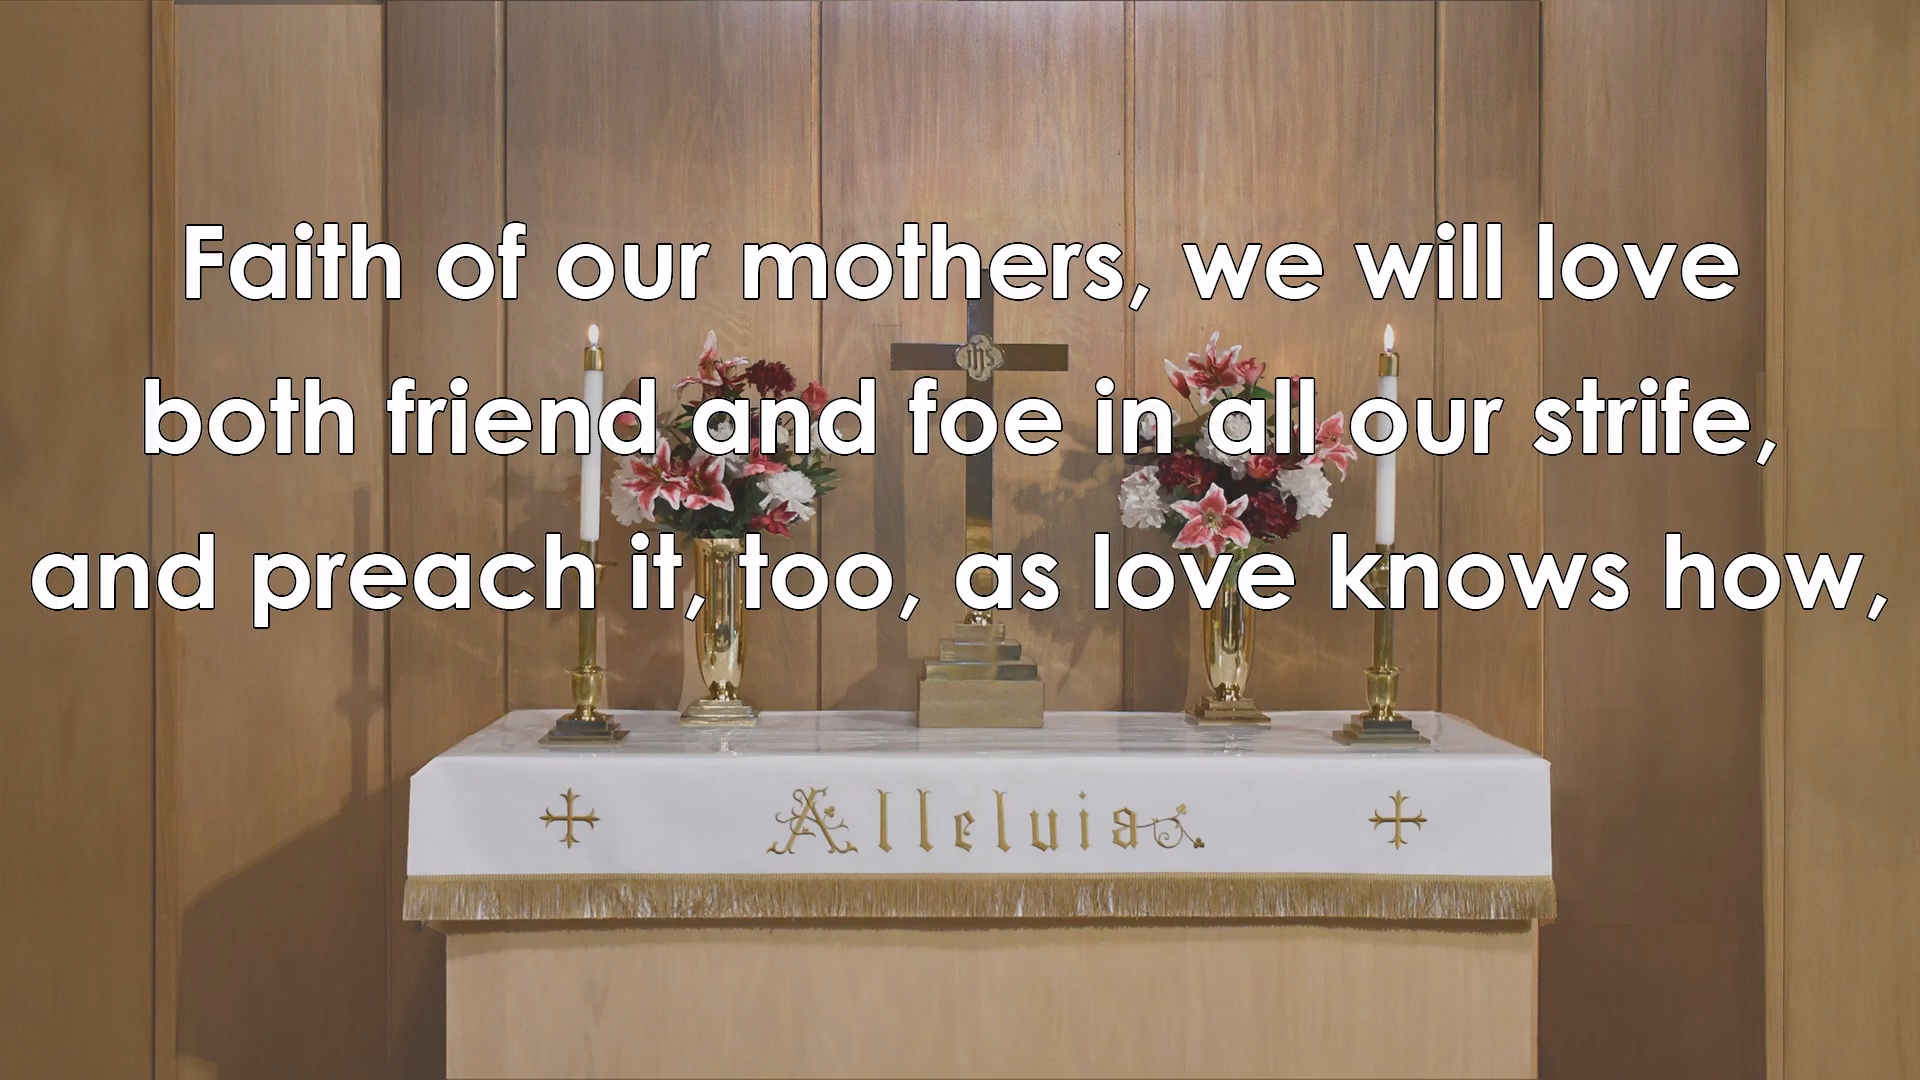 Faith of our mothers, we will love
both friend and foe in all our strife,
and preach it, too, as love knows how,
ihs
Alleluia